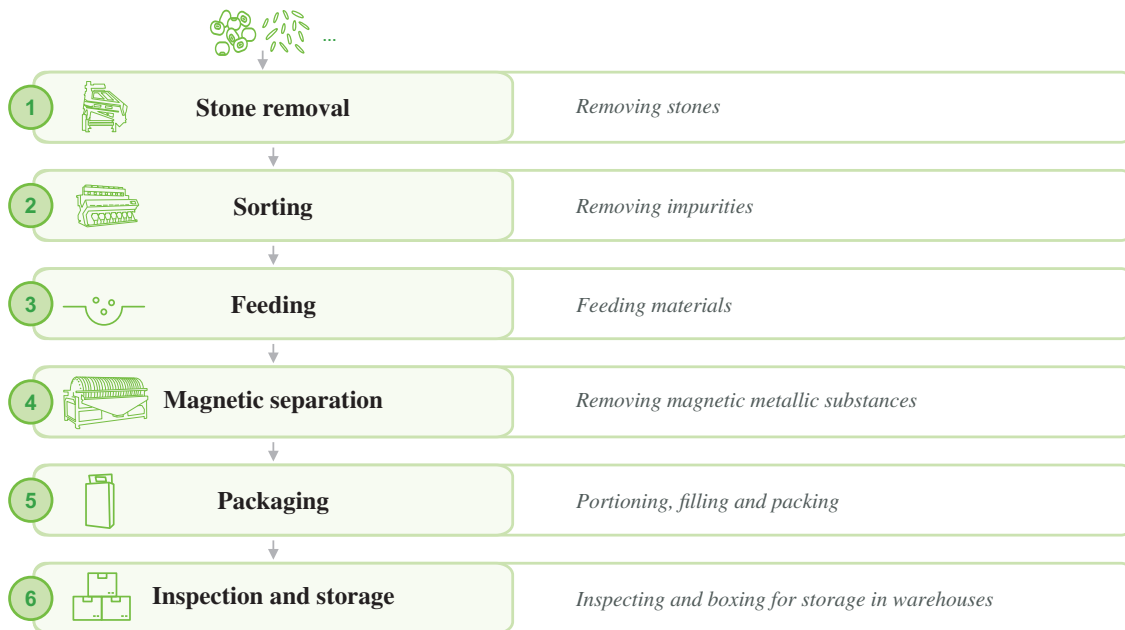 ...
1
Stone removal
Removing stones
2
Sorting
Removing impurities
3
Feeding
Feeding materials
4
Magnetic separation
Removing magnetic metallic substances
5
Packaging
Portioning, filling and packing
6
Inspection and storage
Inspecting and boxing for storage in warehouses